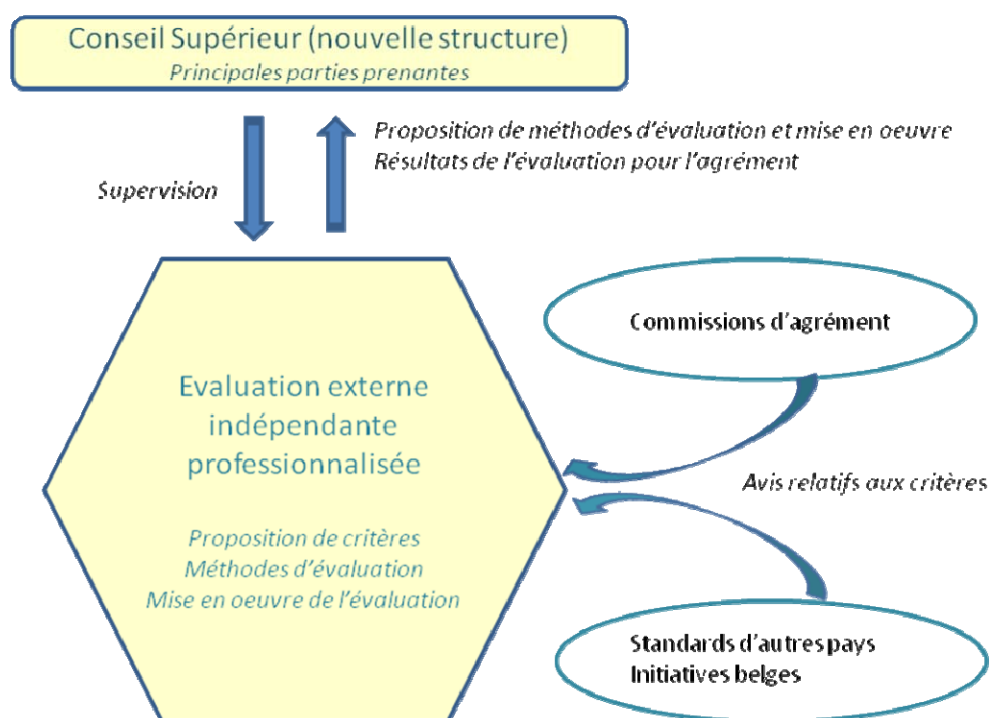 Conseil Supérieur (nouvelle structure)
Principales parties prenantes
Proposition de méthodes d'évaluation et mise en oeuvre
Résultats de l'évaluation pour l'agrément
Supervision
Commissions d'agrément
Evaluation externe
indépendante
professionnalisée
Avis relatifs aux critères
Proposition de critères
Méthodes d'évaluation
Mise en oeuvre de l'évaluation
Standards d'autres pays
Initiatives belges